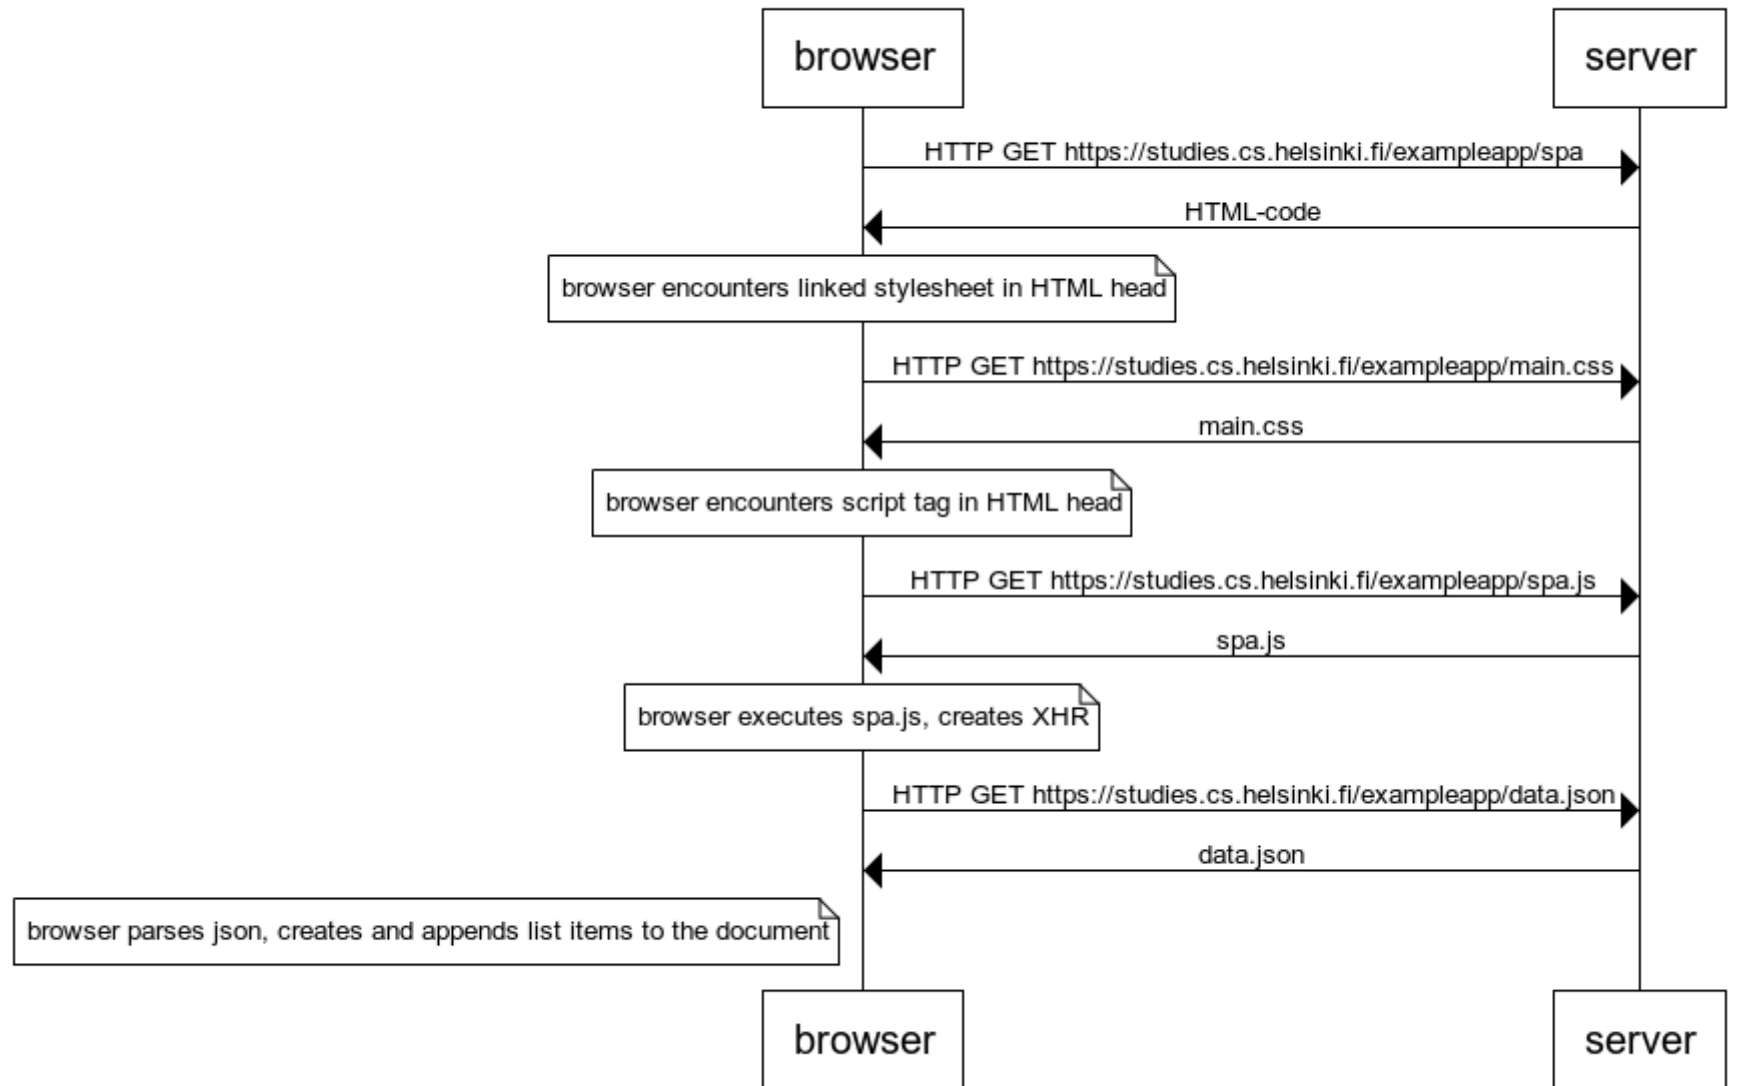 browser
server
HTTP GET https://studies.cs.helsinki.fi/exampleapp/spa
HTML-code
browser encounters linked stylesheet in HTML head
HTTP GET https://studies.cs.helsinki.fi/exampleapp/main.css
main.css
browser encounters script tag in HTML head
HTTP GET https://studies.cs.helsinki.fi/exampleapp/spa.js
spa.js
browser executes spa.js, creates XHR
HTTP GET https://studies.cs.helsinki.fi/exampleapp/data.json
data.json
browser parses json, creates and appends list items to the document
browser
server